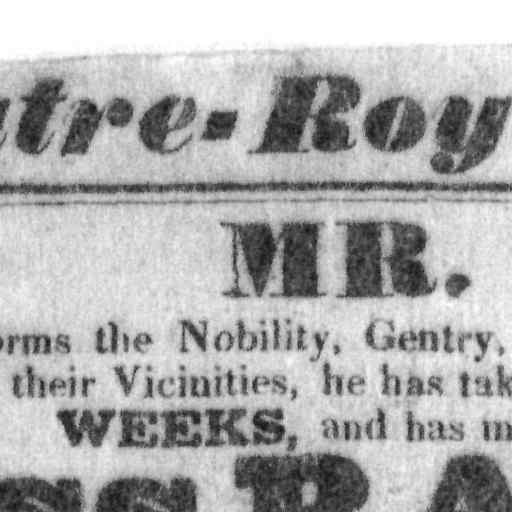 atre-Roy
MR.
orms the Nobility, Gentry,
their Vicinities, he has tak
WEEKS, and has m